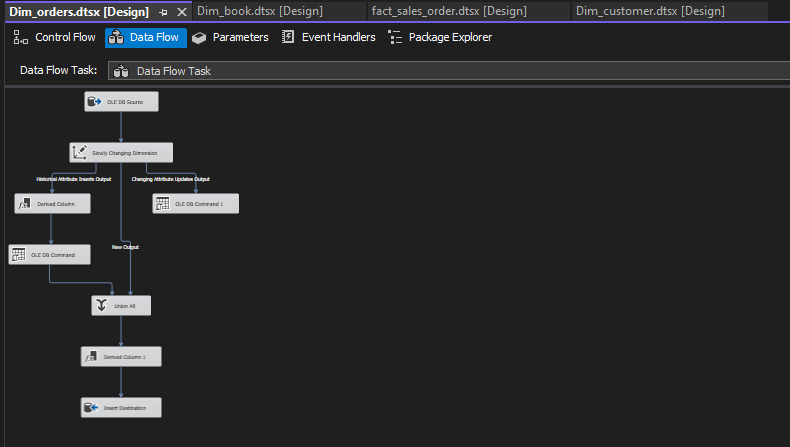 Dim_orders.dtsx [Design] Dim_book.dtsx [Design] fact_sales_order.dtsx [Design] Dim_customer.dtsx [Design]
Control Flow Data Flow Parameters Event Handlers Package Explorer
Data Flow Task: Data Flow Task
OLE DB Source
Slowly Changing Dimension
Historical Attribute Inserts Output Changing Attribute Updates Output
Derived Column OLE DB Command 1
New Output
OLE DB Command
Union All
Derived Column 1
Insert Destination